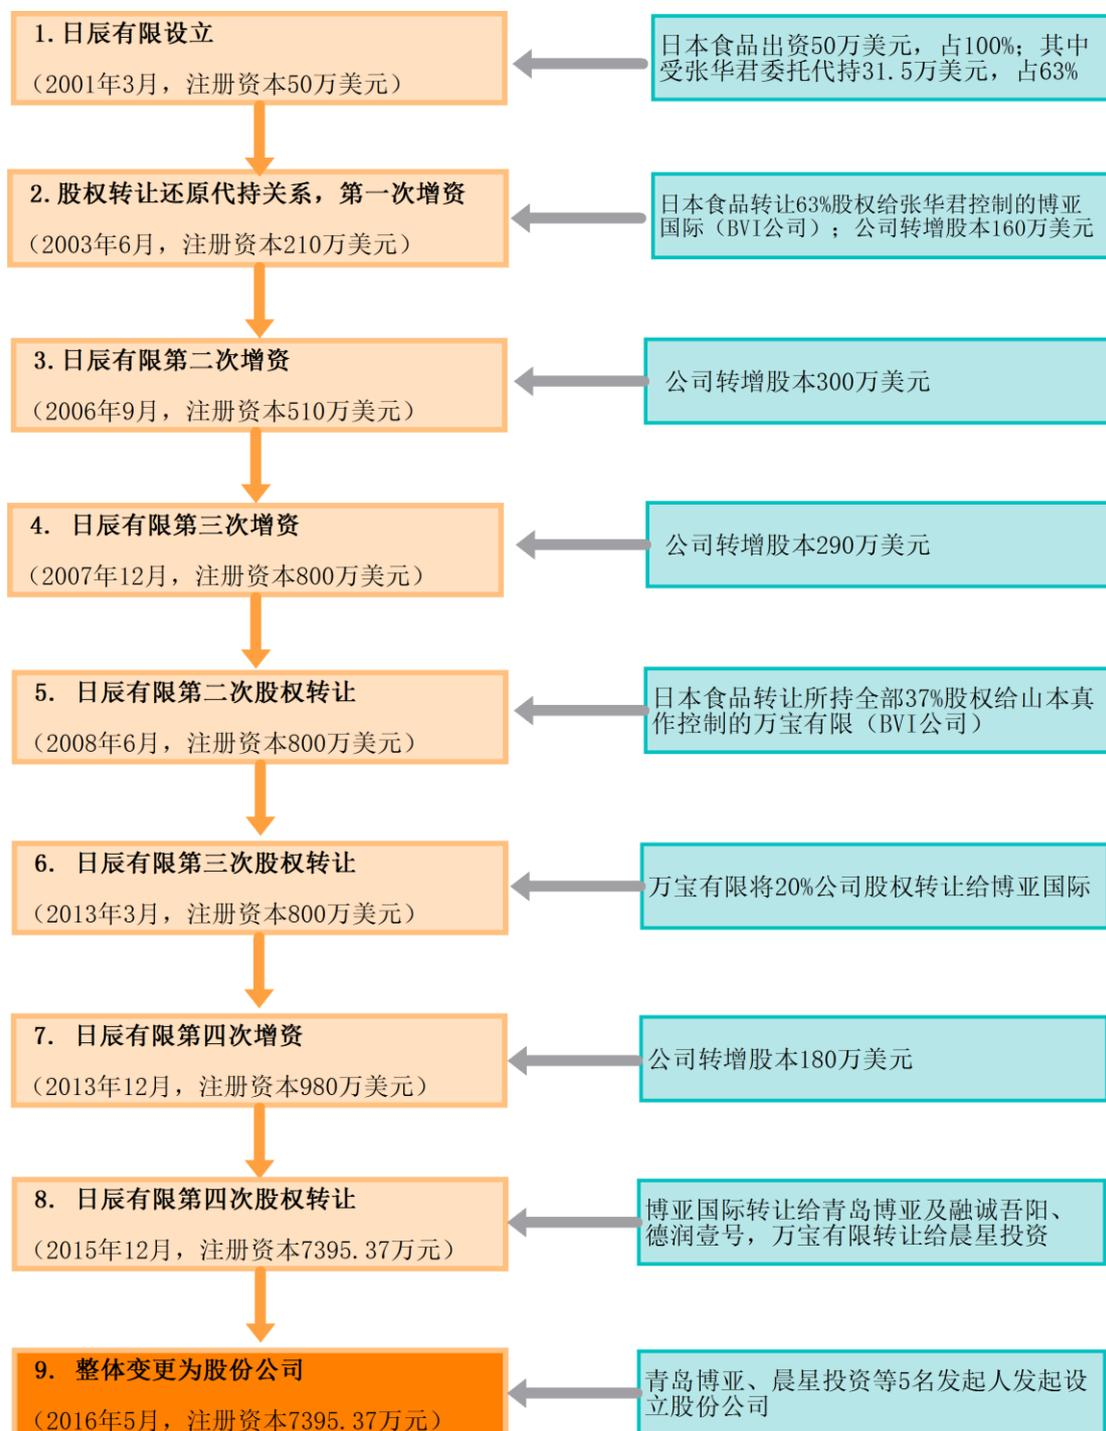 1.日辰有限设立
（2001年3月，注册资本50万美元）
日本食品出资50万美元，占100%；其中
受张华君委托代持31.5万美元，占63%
2.股权转让还原代持关系，第一次增资
（2003年6月，注册资本210万美元）
日本食品转让63%股权给张华君控制的博亚
国际（BVI公司）；公司转增股本160万美元
3.日辰有限第二次增资
（2006年9月，注册资本510万美元）
公司转增股本300万美元
4. 日辰有限第三次增资
（2007年12月，注册资本800万美元）
公司转增股本290万美元
5. 日辰有限第二次股权转让
（2008年6月，注册资本800万美元）
日本食品转让所持全部37%股权给山本真
作控制的万宝有限（BVI公司）
6. 日辰有限第三次股权转让
（2013年3月，注册资本800万美元）
万宝有限将20%公司股权转让给博亚国际
7. 日辰有限第四次增资
（2013年12月，注册资本980万美元）
公司转增股本180万美元
8. 日辰有限第四次股权转让
（2015年12月，注册资本7395.37万元）
博亚国际转让给青岛博亚及融诚吾阳、
德润壹号，万宝有限转让给晨星投资
9. 整体变更为股份公司
（2016年5月，注册资本7395.37万元）
青岛博亚、晨星投资等5名发起人发起设
立股份公司